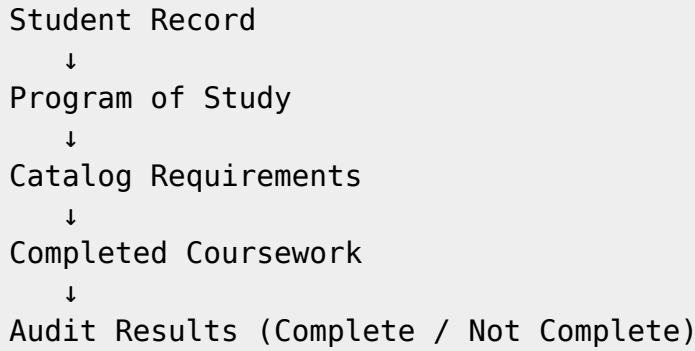 Student Record
↓
Program of Study
↓
Catalog Requirements
↓
Completed Coursework
↓
Audit Results (Complete / Not Complete)